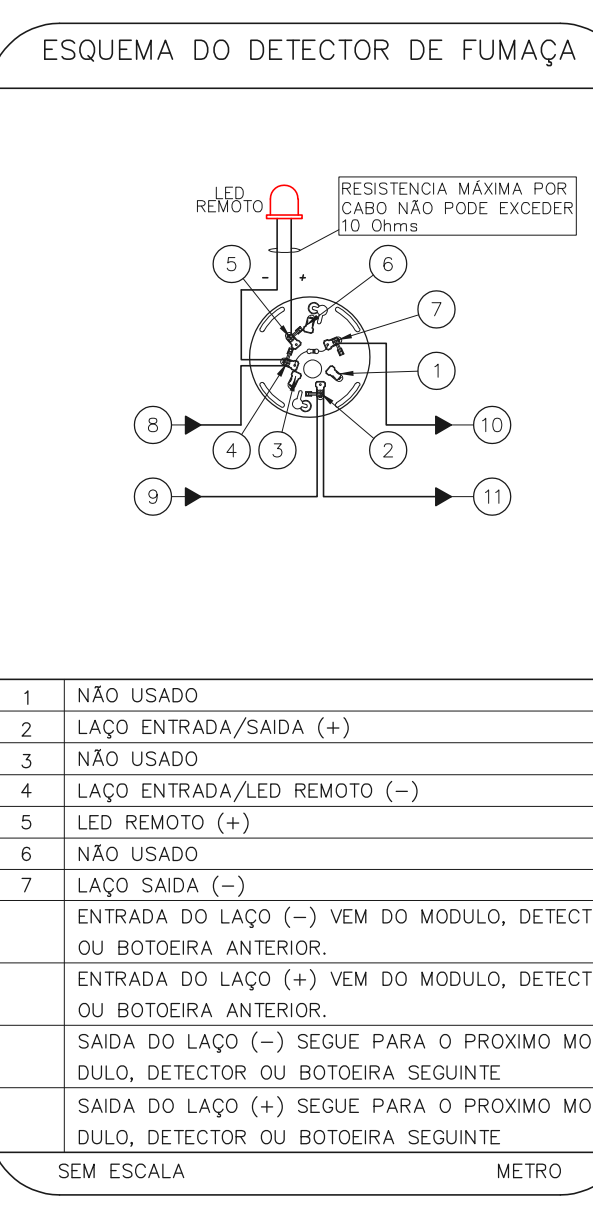 ESQUEMA DO DETECTOR DE FUMAÇA
LED
REMOTO
RESISTENCIA MÁXIMA POR
CABO NÃO PODE EXCEDER
10 Ohms
5
6
- +
7
1
8
10
4
3
2
9
11
1 NÃO USADO
2 LAÇO ENTRADA/SAIDA (+)
3 NÃO USADO
4 LAÇO ENTRADA/LED REMOTO (-)
5 LED REMOTO (+)
6 NÃO USADO
7 LAÇO SAIDA (-)
ENTRADA DO LAÇO (-) VEM DO MODULO, DETECT
OU BOTOEIRA ANTERIOR.
ENTRADA DO LAÇO (+) VEM DO MODULO, DETECT
OU BOTOEIRA ANTERIOR.
SAIDA DO LAÇO (-) SEGUE PARA O PROXIMO MO
DULO, DETECTOR OU BOTOEIRA SEGUINTE
SAIDA DO LAÇO (+) SEGUE PARA O PROXIMO MO
DULO, DETECTOR OU BOTOEIRA SEGUINTE
SEM ESCALA METRO